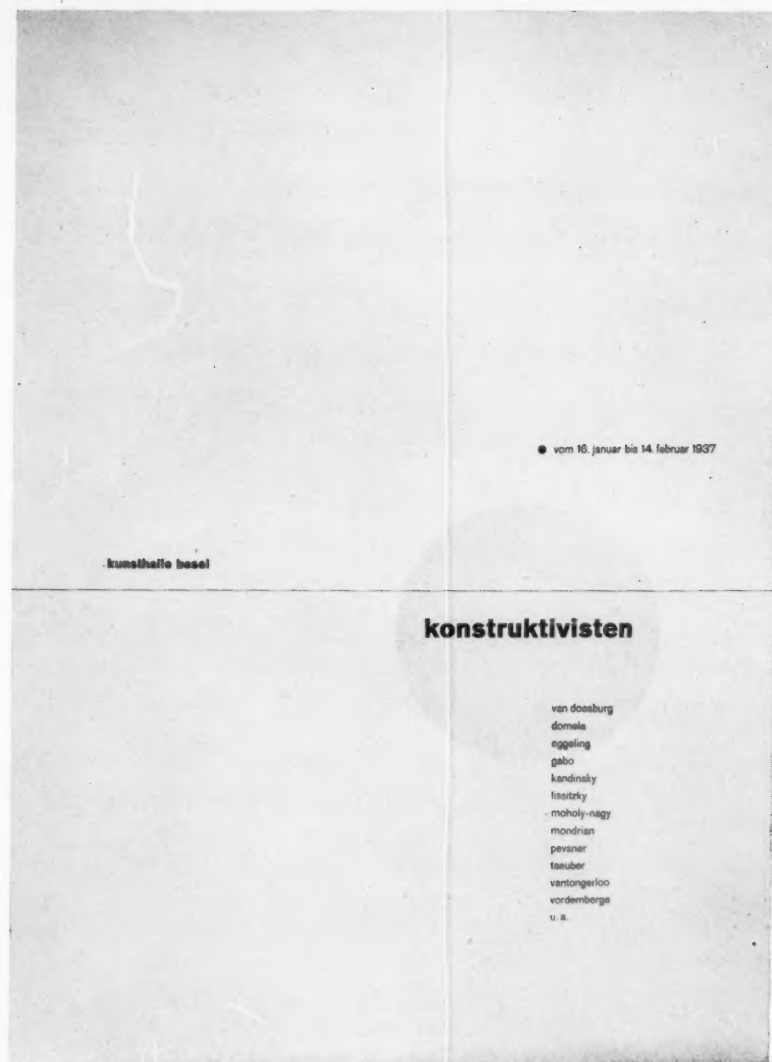 ● vom 16. januar bis 14. februar 1937
kunsthalle basel
konstruktivisten
van doesburg
domela
eggeling
gabo
kandinsky
lissitzky
moholy-nagy
mondrian
pevsner
taeuber
vantongerloo
vordemberge
u. a.